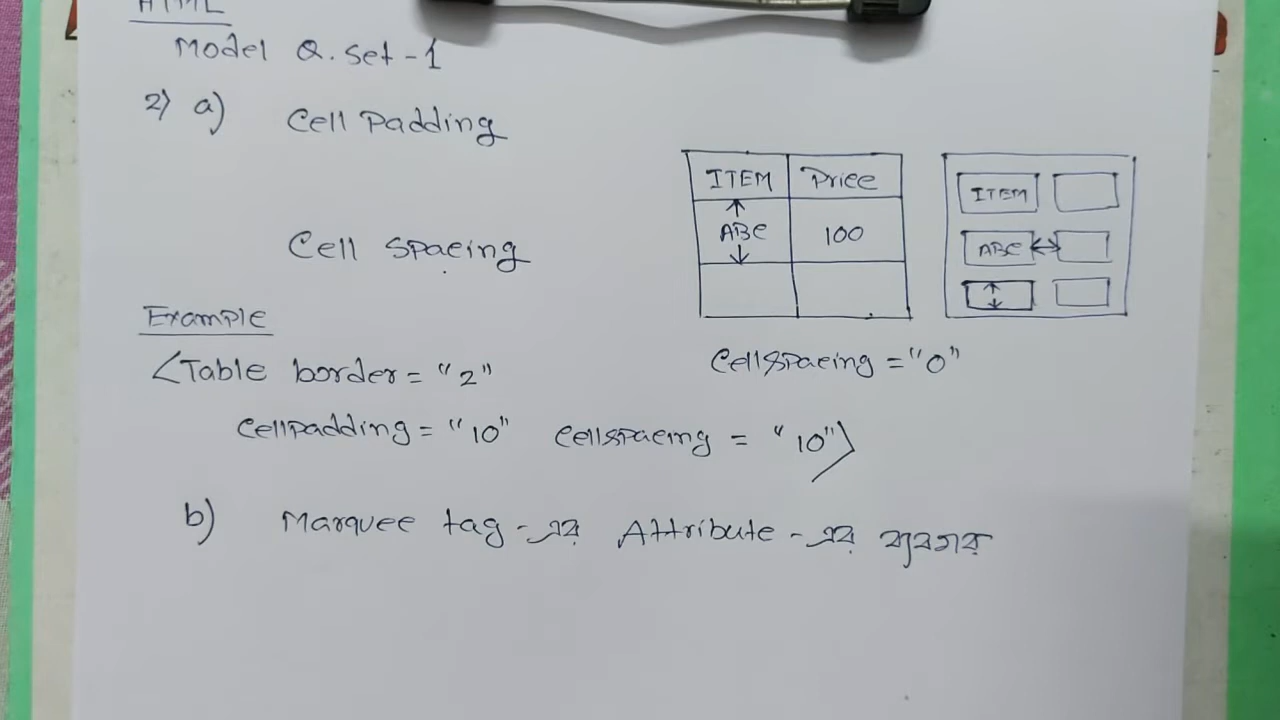 HTML
Model Q. Set - 1
2) a) Cell Padding
ITEM Price
ABC 100
ITEM
ABC
Cell Spacing
Example
<Table border = "2"
Cellspacing = "0"
Cellpadding = "10" Cellspacing = "10">
b) Marquee tag - এর Attribute - এর ব্যবহার